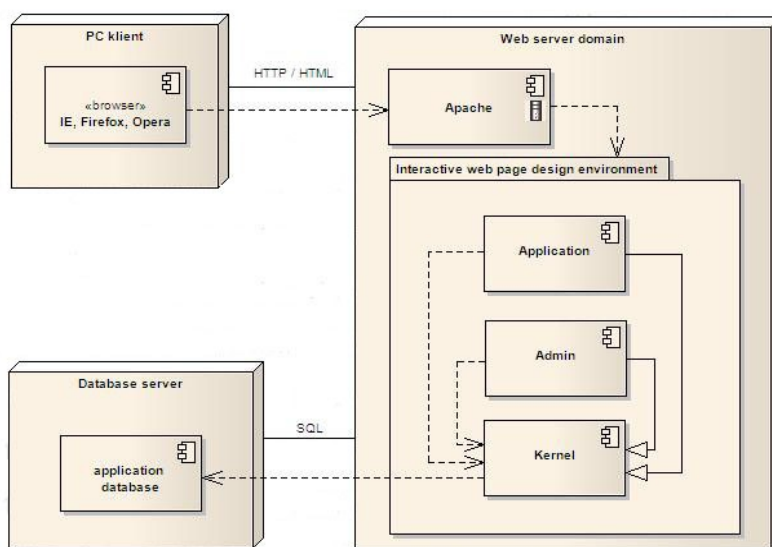 PC klient
Web server domain
HTTP / HTML
«browser»
IE, Firefox, Opera
Apache
Interactive web page design environment
Application
Admin
Database server
SQL
Kernel
application
database